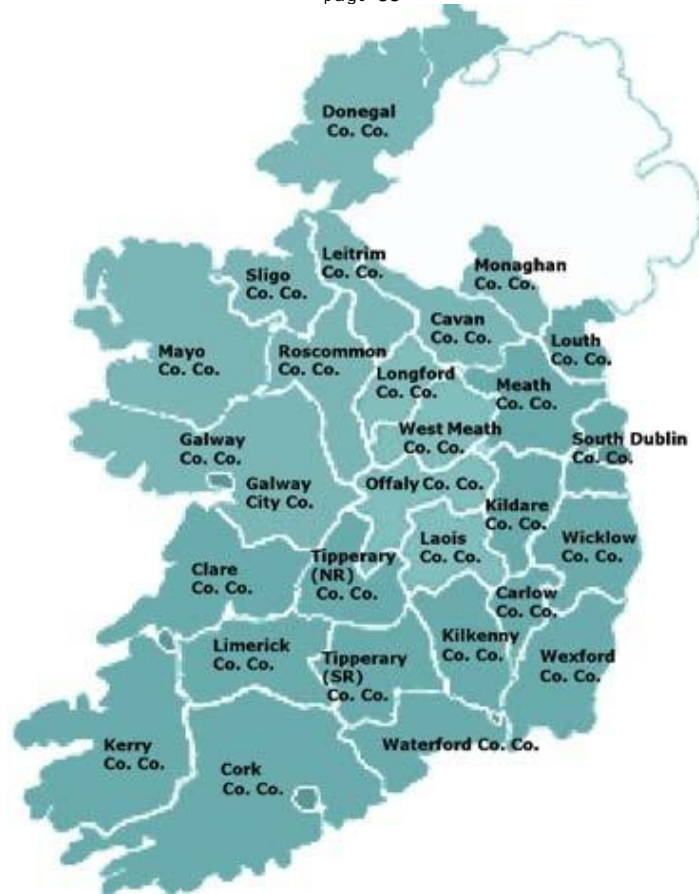 Donegal
Co. Co.
Leitrim
Co. Co.
Sligo
Co. Co.
Monaghan
Co. Co.
Cavan
Co. Co.
Louth
Co. Co.
Mayo
Co. Co.
Roscommon
Co. Co.
Longford
Co. Co.
Meath
Co. Co.
West Meath
Co. Co.
Galway
Co. Co.
South Dublin
Co. Co.
Galway
City Co.
Offaly Co. Co.
Kildare
Co. Co.
Laois
Co. Co.
Wicklow
Co. Co.
Clare
Co. Co.
Tipperary
(NR)
Co. Co.
Carlow
Co. Co.
Limerick
Co. Co.
Tipperary
(SR)
Co. Co.
Kilkenny
Co. Co.
Wexford
Co. Co.
Kerry
Co. Co.
Cork
Co. Co.
Waterford Co. Co.